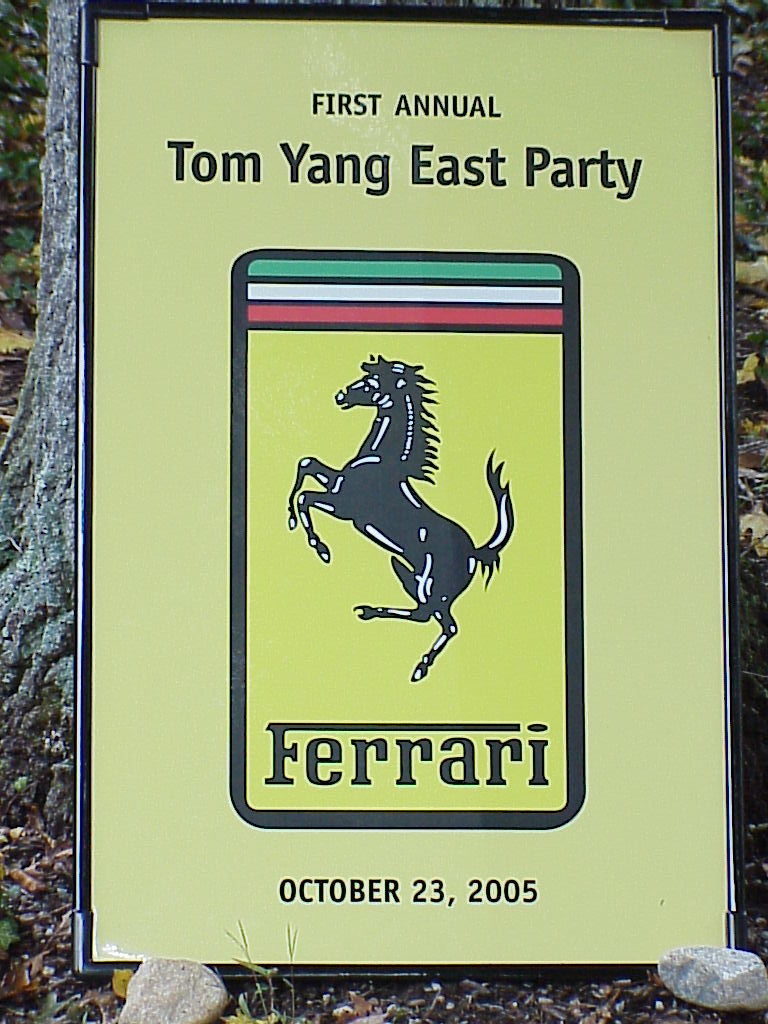 FIRST ANNUAL
Tom Yang East Party
Ferrari
OCTOBER 23, 2005